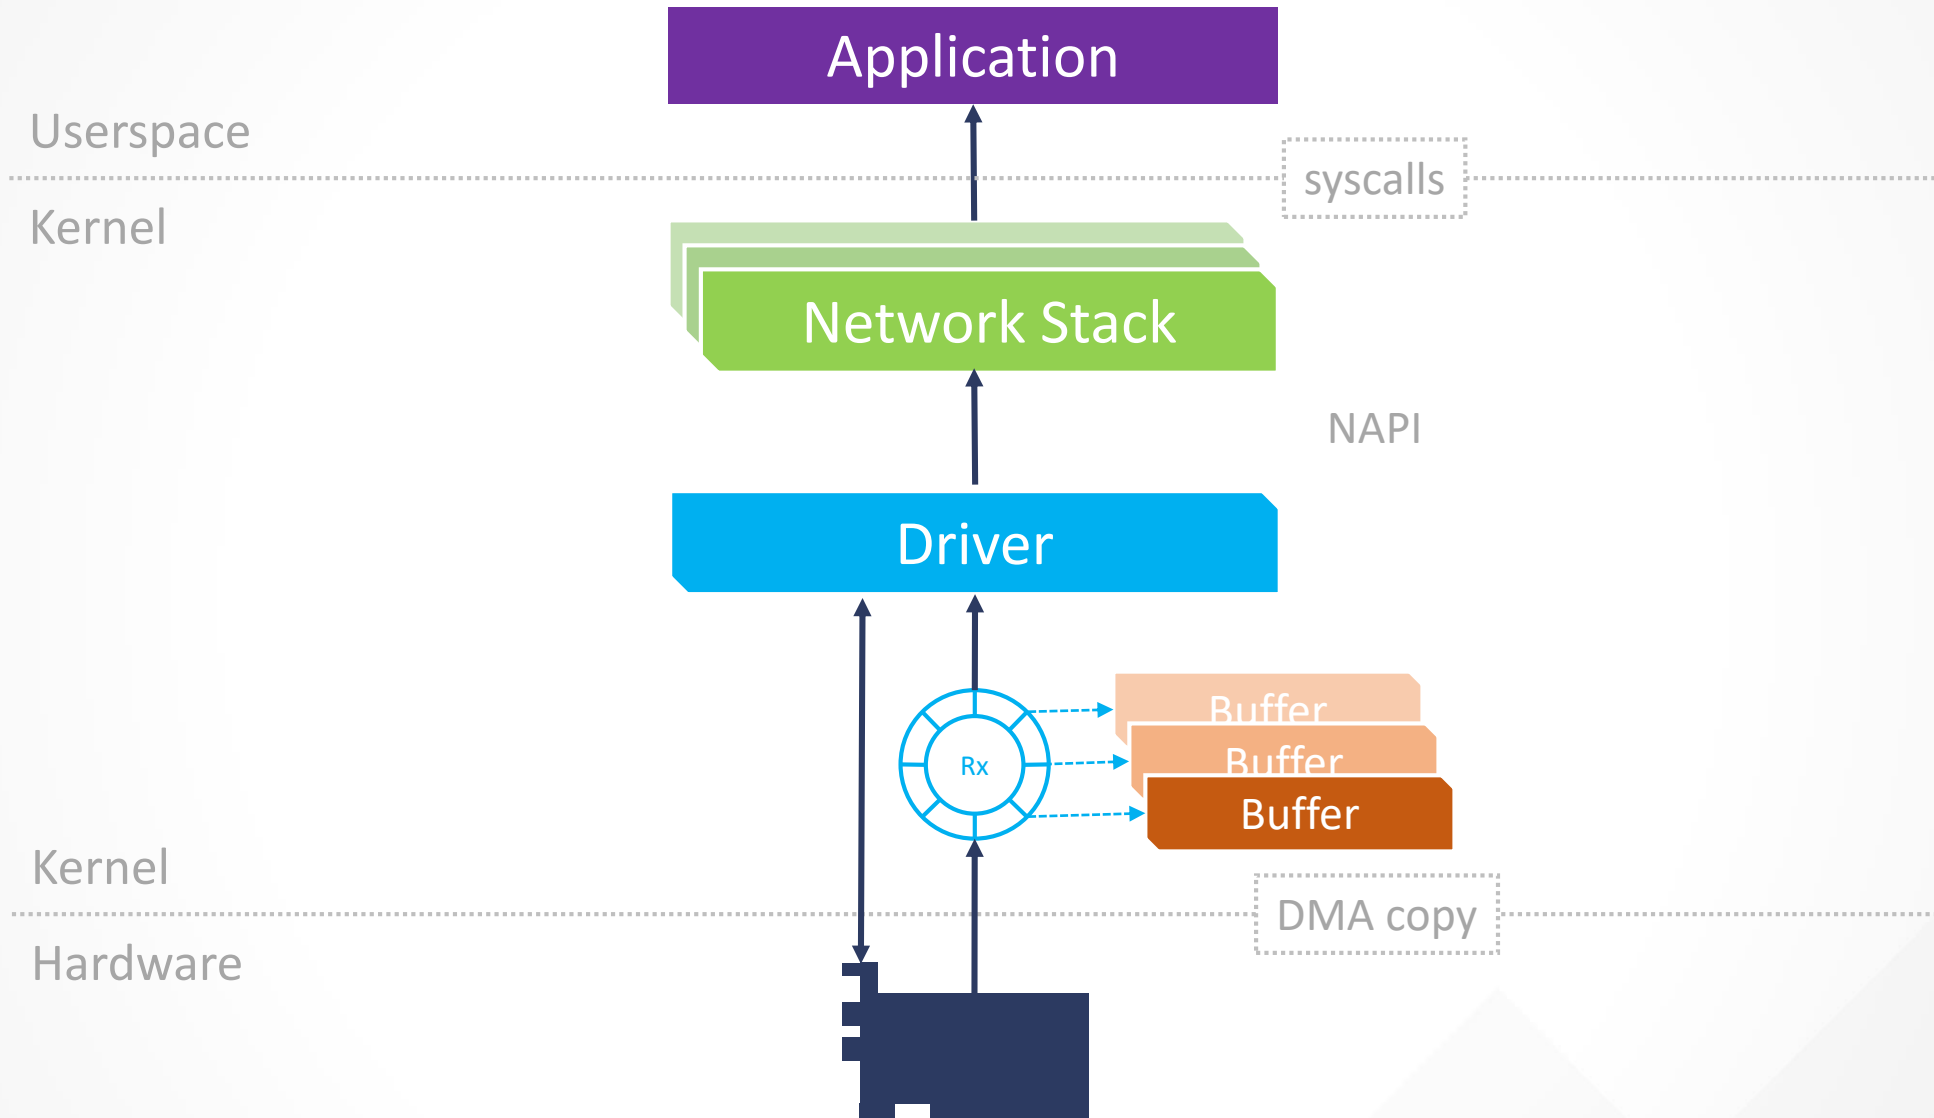 Application
Userspace
syscalls
Kernel
Network Stack
NAPI
Driver
Buffer
Buffer
Rx
Buffer
Kernel
DMA copy
Hardware